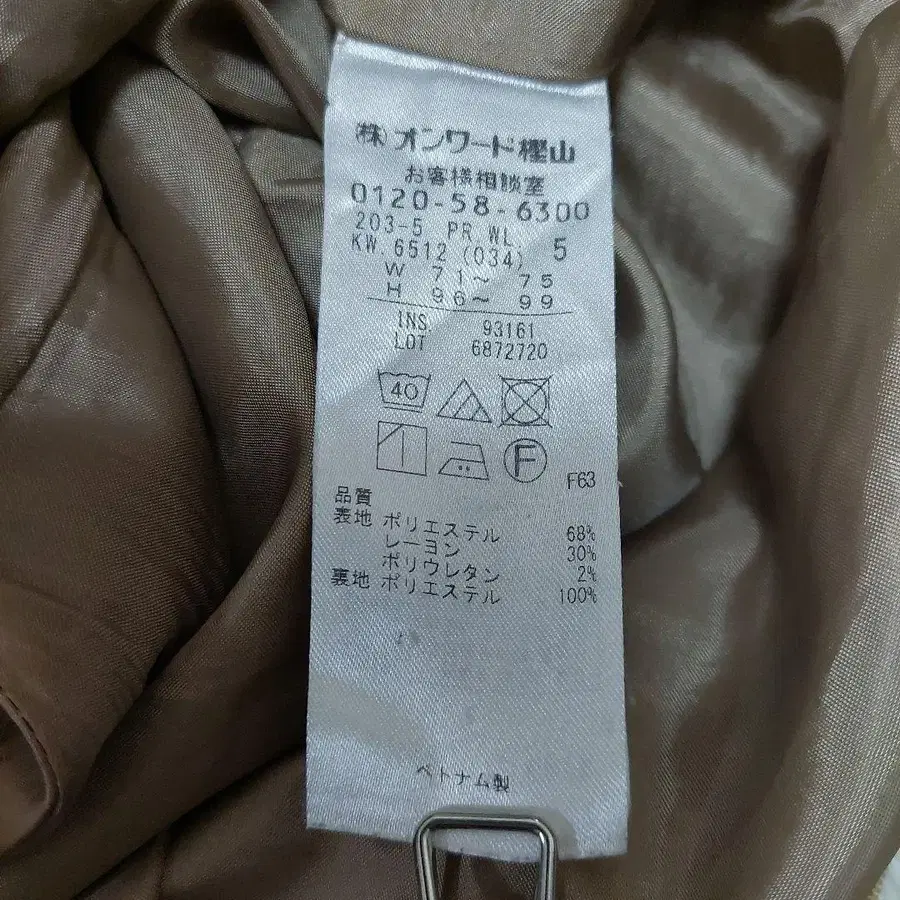 (株)オンワード樫山
お客様相談室
0120-58-6300
203-5 PR WL.
KW.6512 (034) 5
W 71～ 75
H 96～ 99
INS. 93161
LOT 6872720
40
F
F63
品質
表地 ポリエステル 68%
レーヨン 30%
ポリウレタン 2%
裏地 ポリエステル 100%
ベトナム製